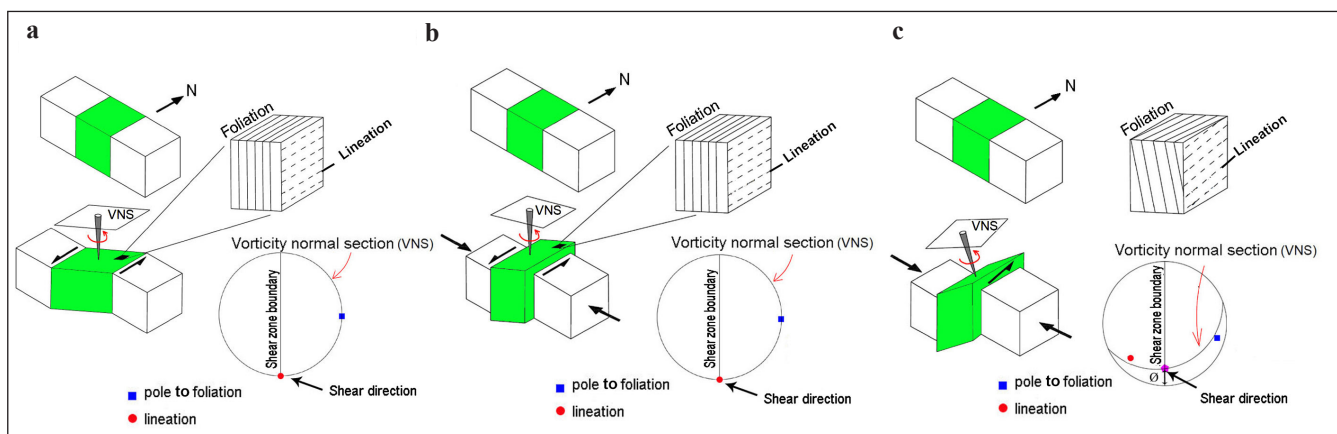 a
N
Foliation
Lineation
VNS
Vorticity normal section (VNS)
Shear zone boundary
pole to foliation
lineation
Shear direction
b
N
Foliation
Lineation
VNS
Vorticity normal section (VNS)
Shear zone boundary
pole to foliation
lineation
Shear direction
c
N
Foliation
Lineation
VNS
Vorticity normal section (VNS)
Shear zone boundary
Ø
pole to foliation
lineation
Shear direction